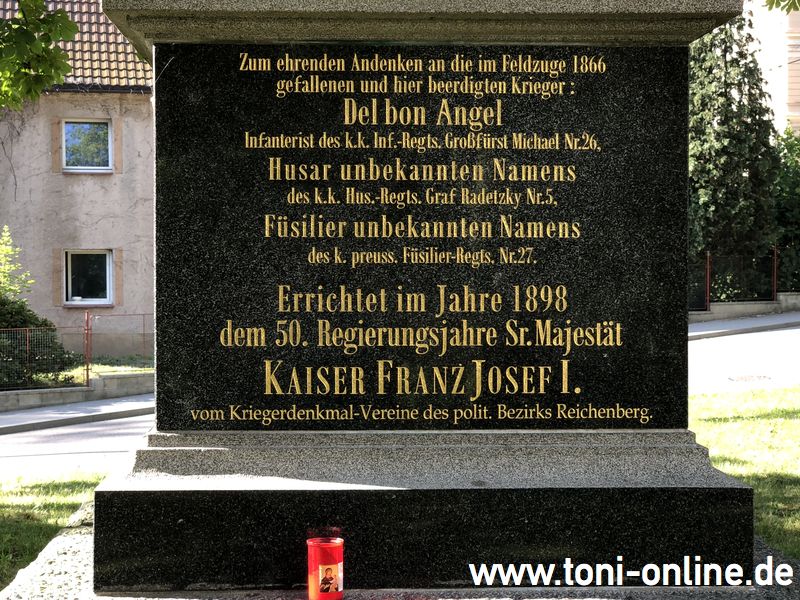 Zum ehrenden Andenken an die im Feldzuge 1866
gefallenen und hier beerdigten Krieger :
Del bon Angel
Infanterist des k.k. Inf.-Regts. Großfürst Michael Nr.26,
Husar unbekannten Namens
des k.k. Hus.-Regts. Graf Radetzky Nr.5,
Füsilier unbekannten Namens
des k. preuss. Füsilier-Regts. Nr.27.
Errichtet im Jahre 1898
dem 50. Regierungsjahre Sr. Majestät
KAISER FRANZ JOSEF I.
vom Kriegerdenkmal-Vereine des polit. Bezirks Reichenberg.
www.toni-online.de